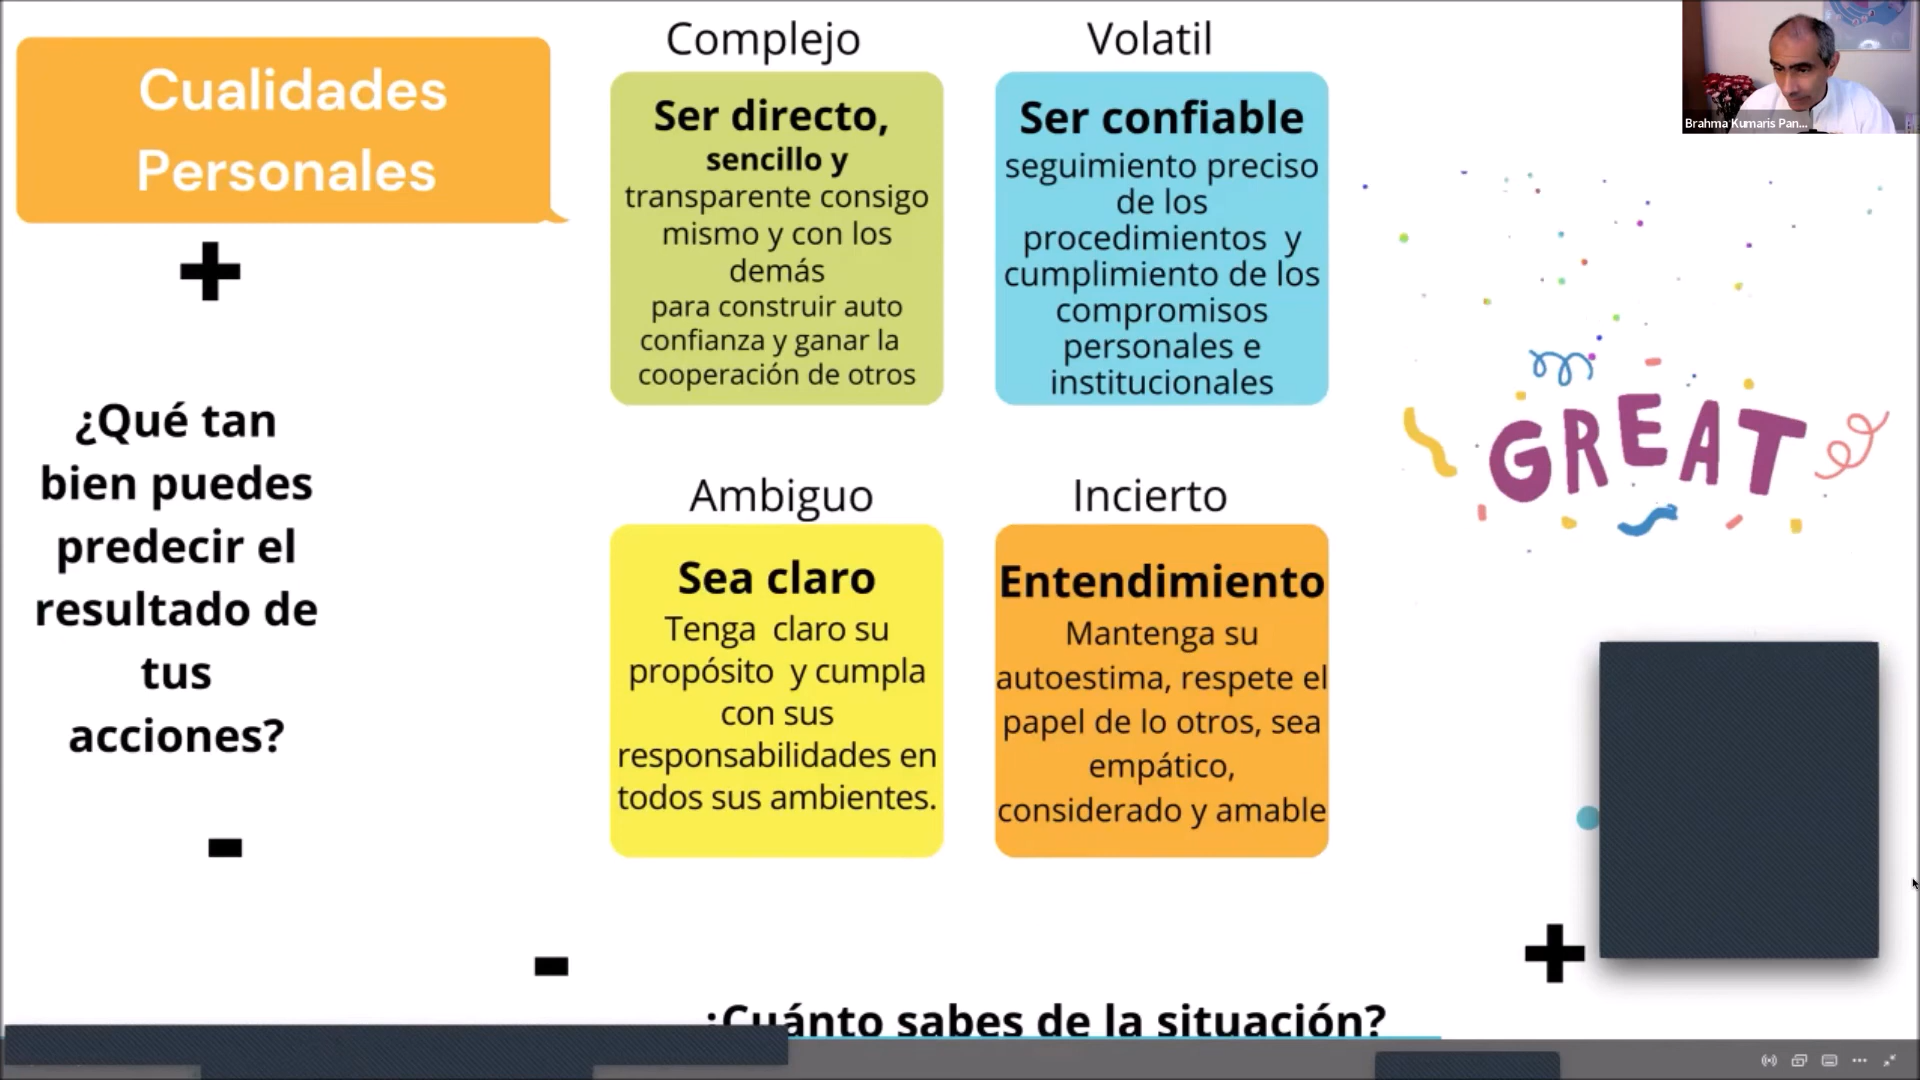 Cualidades
Personales
+
¿Qué tan
bien puedes
predecir el
resultado de
tus
acciones?
-
Complejo
Ser directo,
sencillo y
transparente consigo
mismo y con los
demás
para construir auto
confianza y ganar la
cooperación de otros
Volatil
Ser confiable
seguimiento preciso
de los
procedimientos y
cumplimiento de los
compromisos
personales e
institucionales
Ambiguo
Sea claro
Tenga claro su
propósito y cumpla
con sus
responsabilidades en
todos sus ambientes.
Incierto
Entendimiento
Mantenga su
autoestima, respete el
papel de lo otros, sea
empático,
considerado y amable
GREAT
Brahma Kumaris Pan...
-
+
¿Cuánto sabes de la situación?